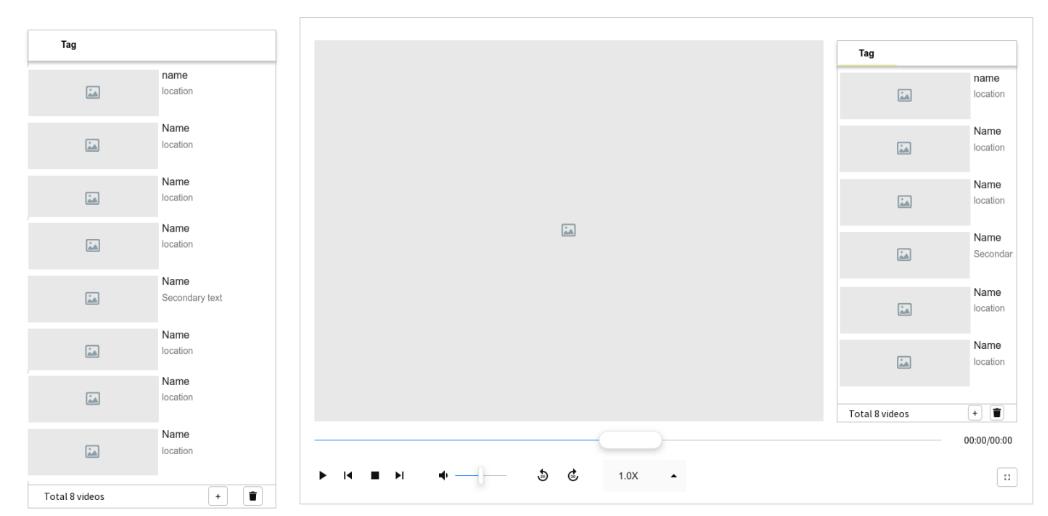 Tag
name
location
Name
location
Name
location
Name
location
Name
Secondary text
Name
location
Name
location
Name
location
Total 8 videos
+
Tag
name
location
Name
location
Name
location
Name
Secondar
Name
location
Name
location
Total 8 videos
+
00:00/00:00
1.0X